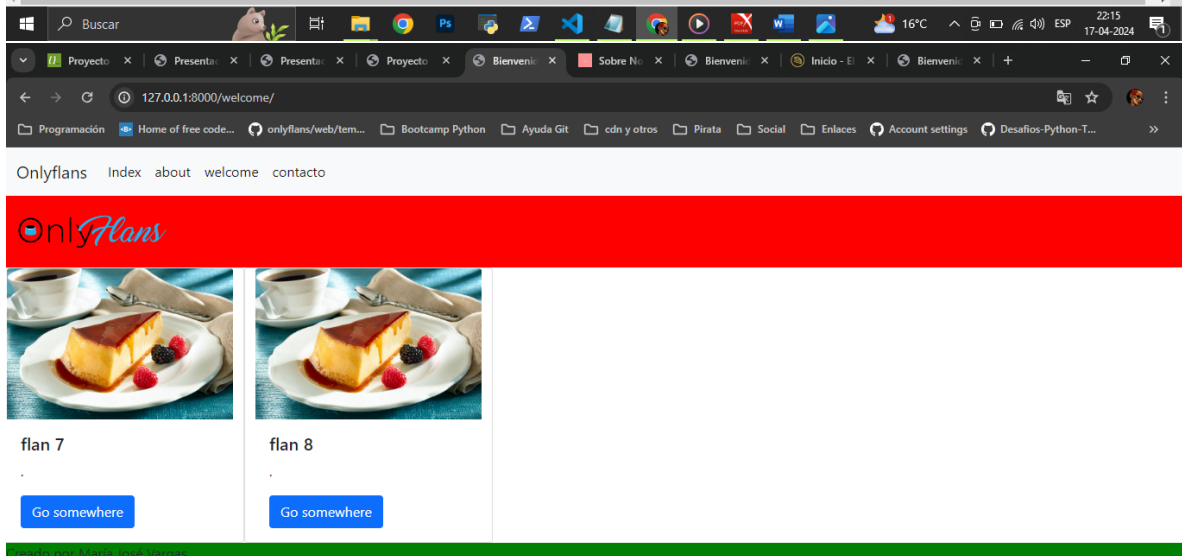 Buscar
Ps
16°C
ESP
22:15
17-04-2024
Proyecto
Presentac
Presentac
Proyecto
Bienvenic
Sobre No
Bienvenic
Inicio - El
Bienvenic
127.0.0.1:8000/welcome/
Programación
Home of free code...
onlyflans/web/tem...
Bootcamp Python
Ayuda Git
cdn y otros
Pirata
Social
Enlaces
Account settings
Desafios-Python-T...
Onlyflans Index about welcome contacto
OnlyFlans
flan 7
.
Go somewhere
flan 8
.
Go somewhere
Creado por María José Vargas